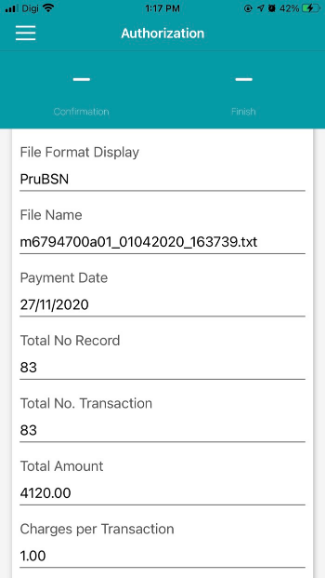 Digi 1:17 PM 42%
Authorization
Confirmation Finish
File Format Display
PruBSN
File Name
m6794700a01_01042020_163739.txt
Payment Date
27/11/2020
Total No Record
83
Total No. Transaction
83
Total Amount
4120.00
Charges per Transaction
1.00